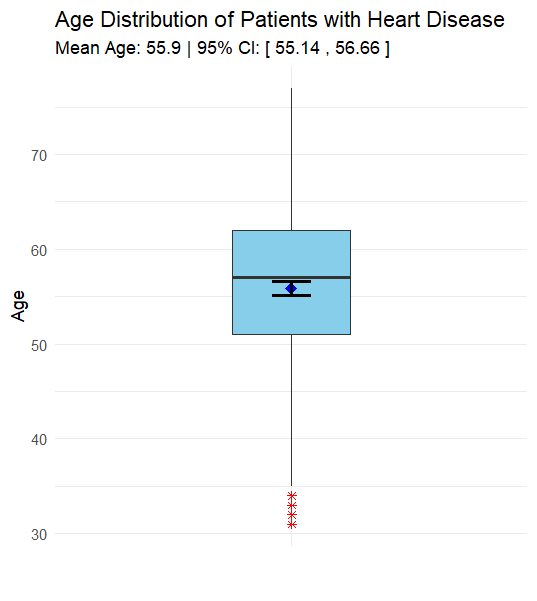 Age Distribution of Patients with Heart Disease
Mean Age: 55.9 | 95% CI: [ 55.14 , 56.66 ]
70
60
Age
50
40
30